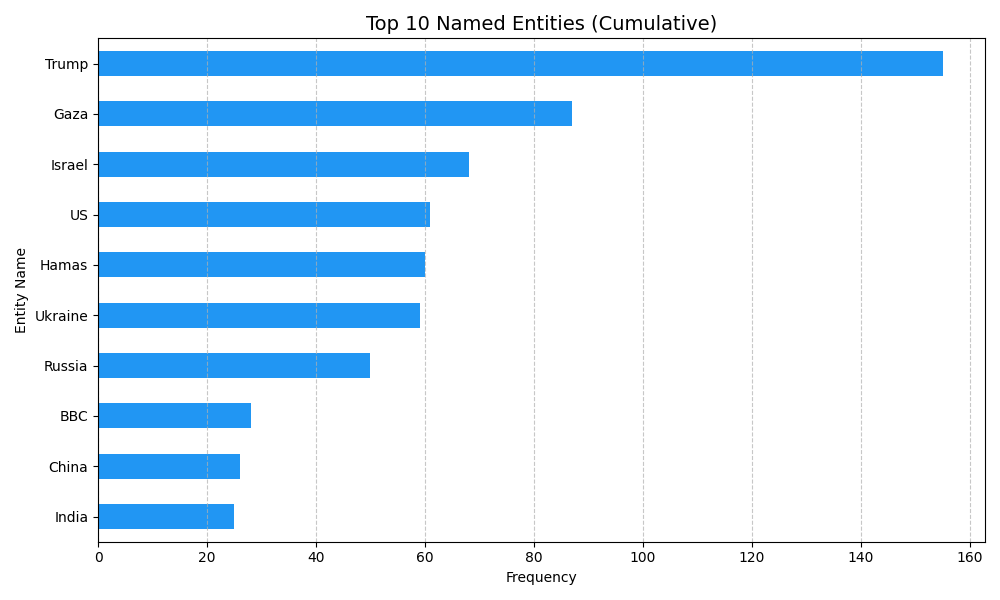 Top 10 Named Entities (Cumulative)
Entity Name
Trump
Gaza
Israel
US
Hamas
Ukraine
Russia
BBC
China
India
0 20 40 60 80 100 120 140 160
Frequency